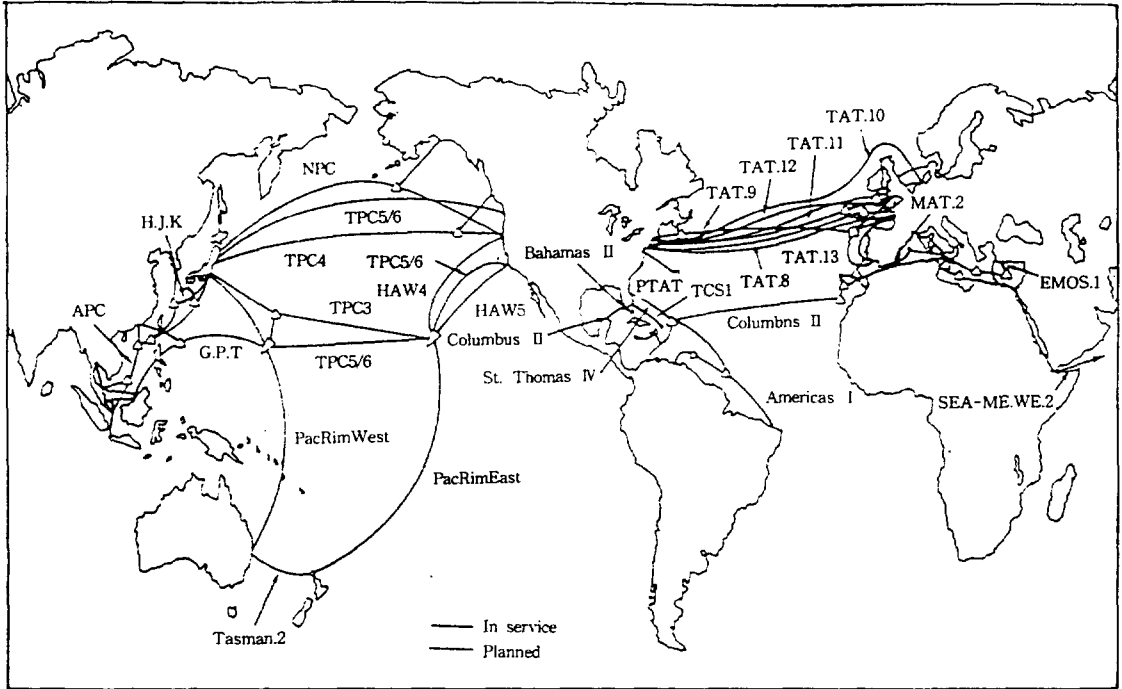 TAT.10
TAT.11
TAT.12
NPC
TAT.9
MAT.2
H.J.K
TPC5/6
Bahamas II
TPC4
TPC5/6
TAT.13
HAW4
PTAT
TAT.8
EMOS.1
TCS1
APC
TPC3
HAW5
Columbus II
Columbns II
G.P.T
TPC5/6
St. Thomas IV
Americas I
SEA-ME.WE.2
PacRimWest
PacRimEast
Tasman.2
In service
Planned